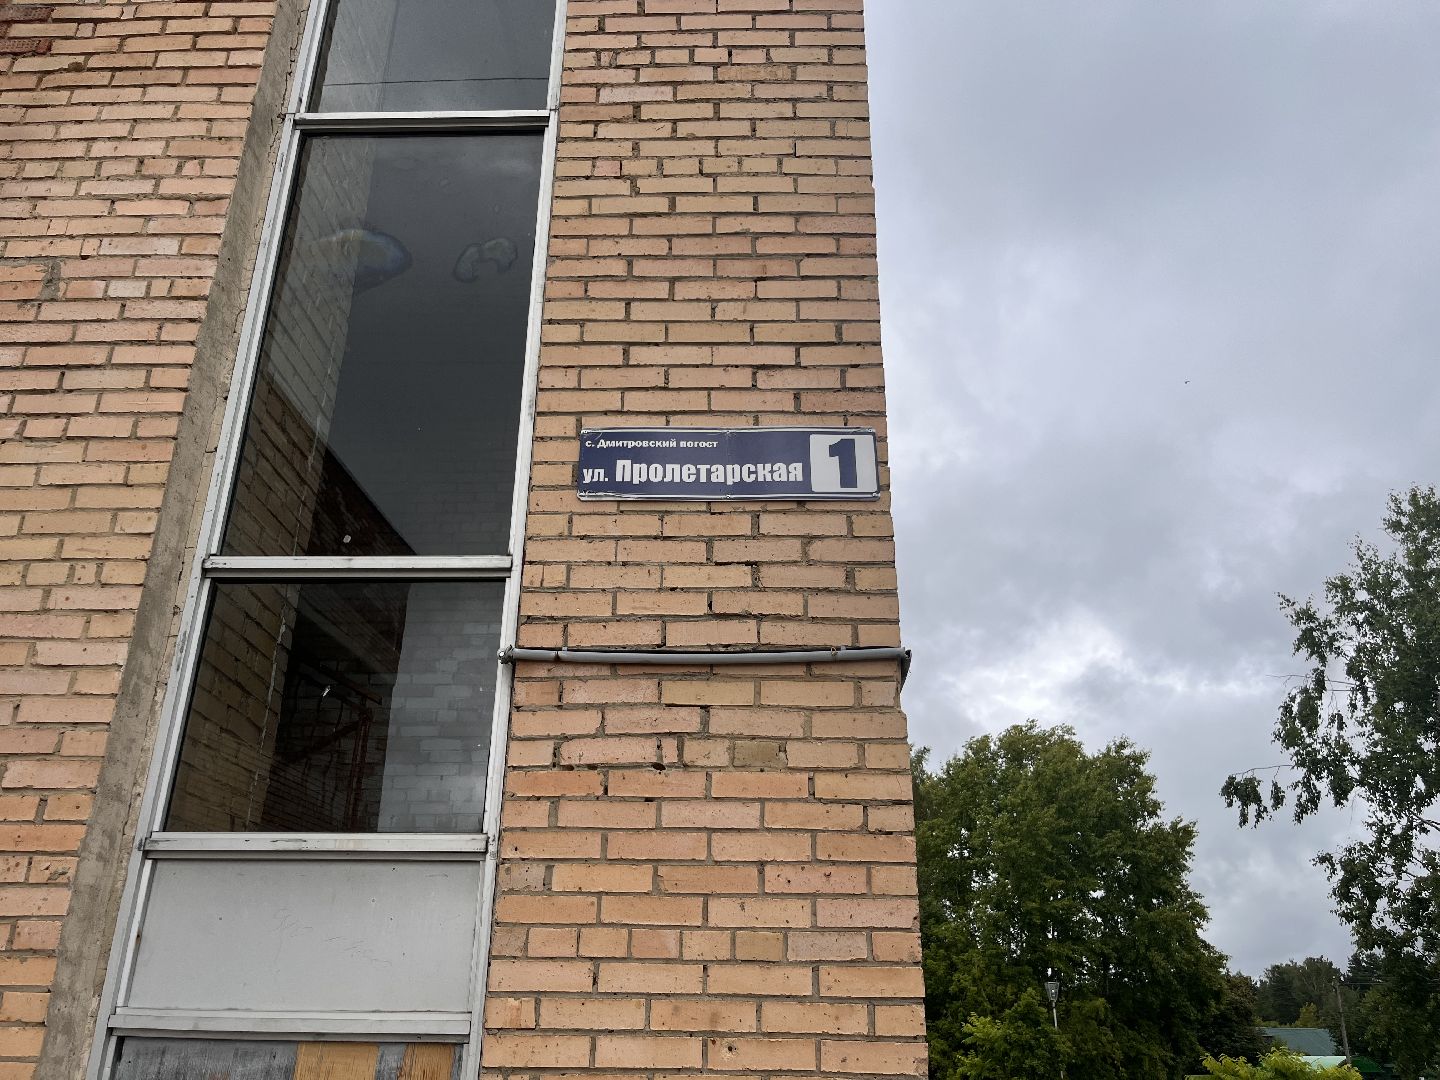 с. Дмитровский погост
ул. Пролетарская 1